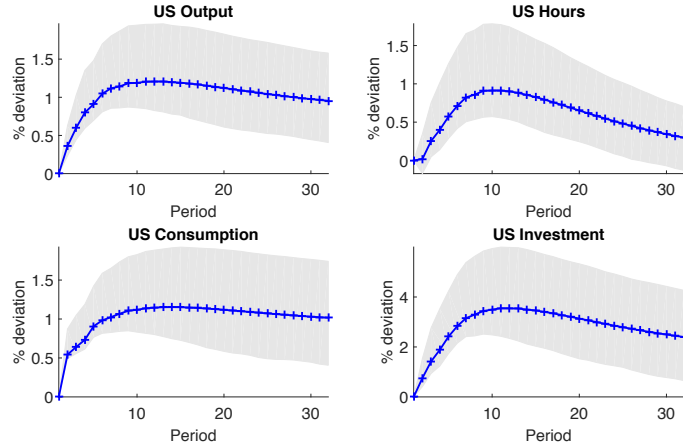 US Output
% deviation
1.5
1
0.5
0
10
20
30
Period
US Hours
% deviation
1.5
1
0.5
0
10
20
30
Period
US Consumption
% deviation
1.5
1
0.5
0
10
20
30
Period
US Investment
% deviation
4
2
0
10
20
30
Period